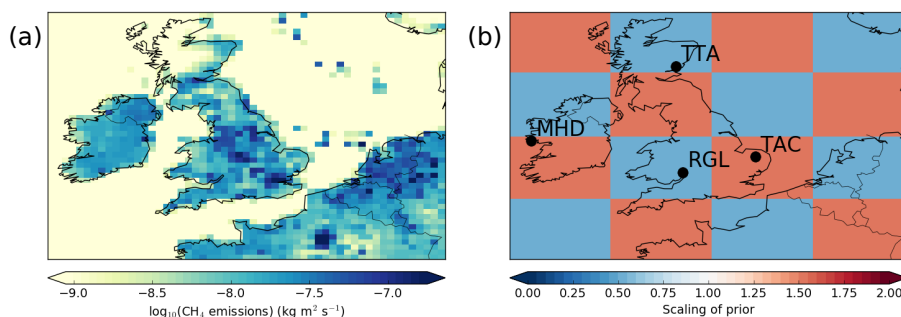 (a)
(b)
TTA
MHD
RGL
TAC
−9.0 −8.5 −8.0 −7.5 −7.0
log₁₀(CH₄ emissions) (kg m² s⁻¹)
0.00 0.25 0.50 0.75 1.00 1.25 1.50 1.75 2.00
Scaling of prior